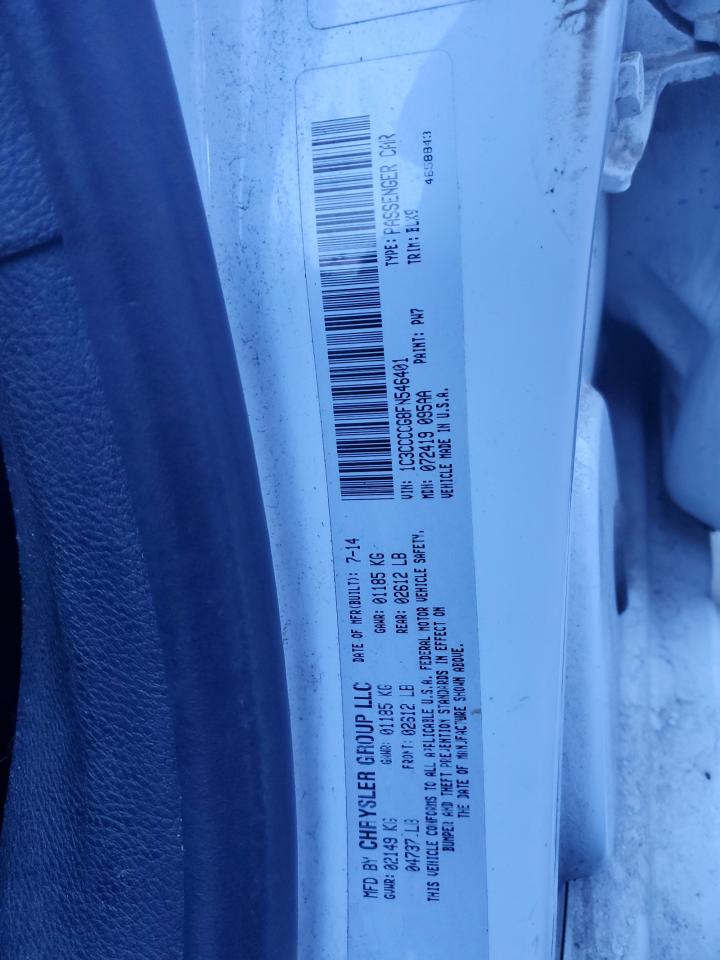 MFD BY CHRYSLER GROUP LLC
DATE OF MFR(BUILT): 7-14
GVWR: 02149 KG
GAWR: 01185 KG
GAWR: 01185 KG
04737 LB
FRONT: 02612 LB
REAR: 02612 LB
THIS VEHICLE CONFORMS TO ALL APPLICABLE U.S.A. FEDERAL MOTOR VEHICLE SAFETY,
BUMPER AND THEFT PREVENTION STANDARDS IN EFFECT ON
THE DATE OF MANUFACTURE SHOWN ABOVE.
VIN: 1C3CCCCG8FN546401
TYPE: PASSENGER CAR
MDH: 072419 095AA
PAINT: PW7
TRIM: BLX9
VEHICLE MADE IN U.S.A.
4658843